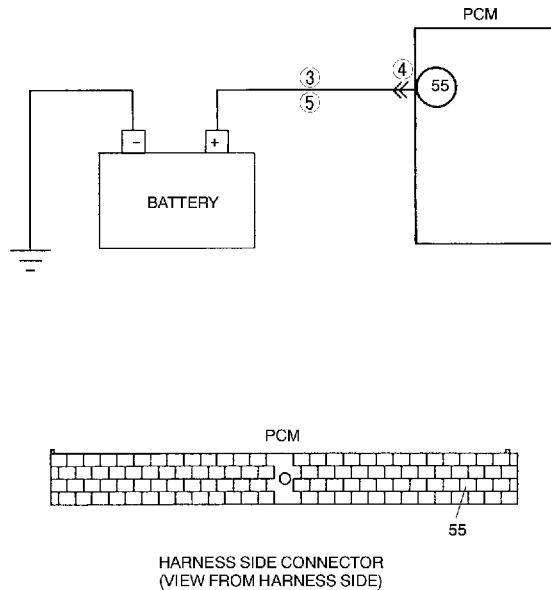 PCM
③
④
55
⑤
− +
BATTERY
PCM
55
HARNESS SIDE CONNECTOR
(VIEW FROM HARNESS SIDE)